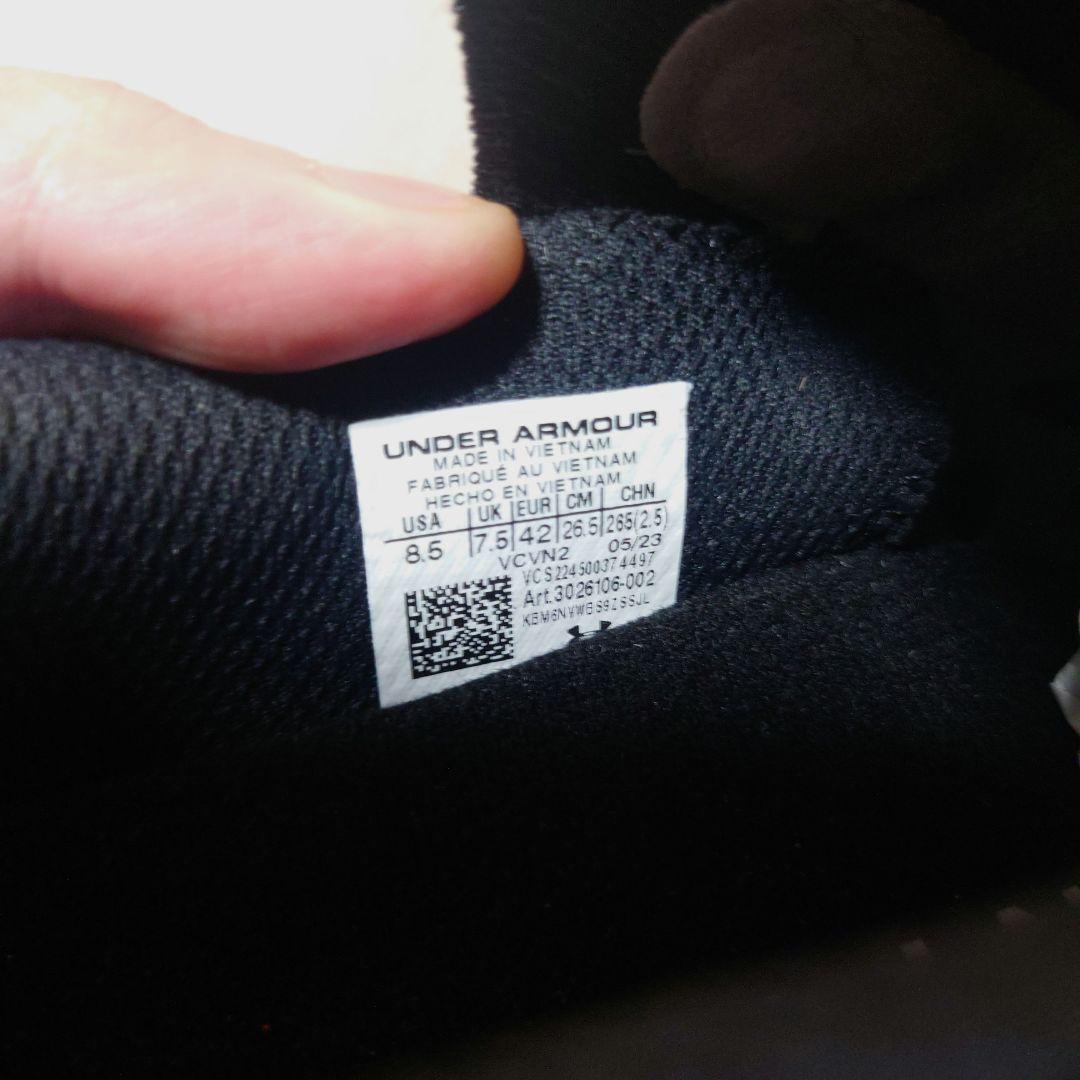 UNDER ARMOUR
MADE IN VIETNAM
FABRIQUÉ AU VIETNAM
HECHO EN VIETNAM
USA UK EUR CM CHN
8.5 7.5 42 26.5 265(2.5)
VCVN2 05/23
VCS224500374497
Art.3026106-002